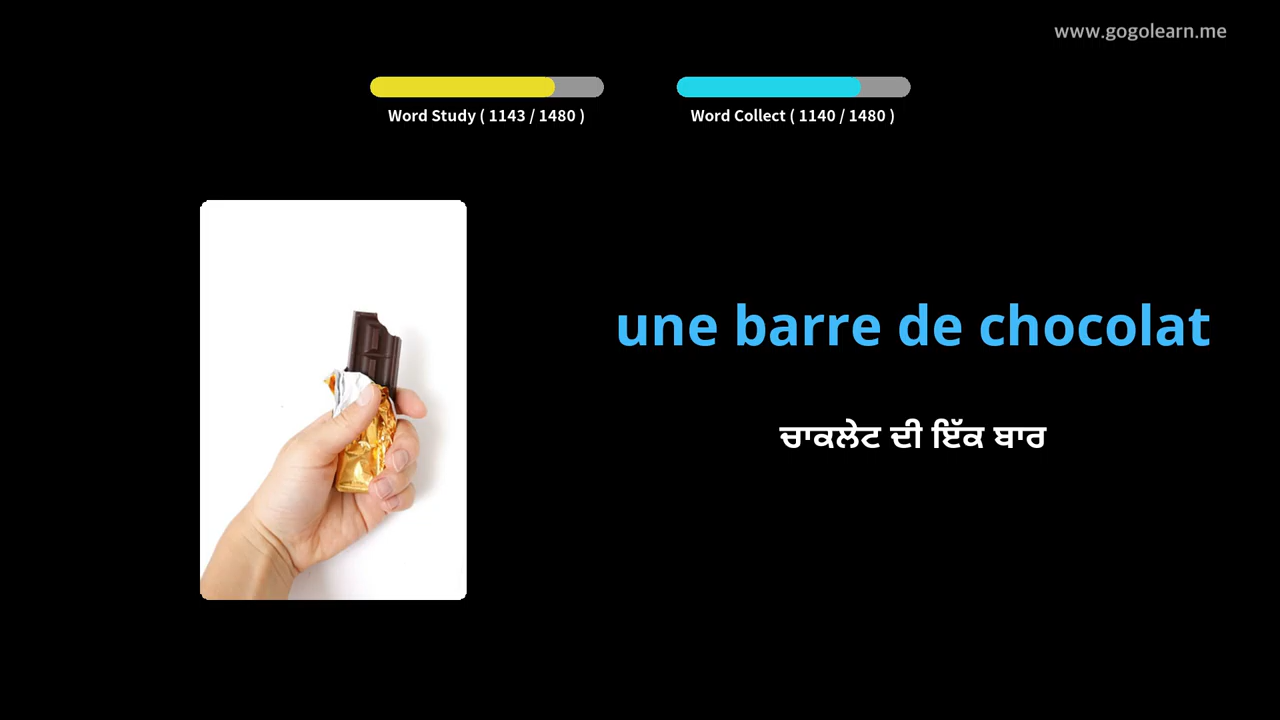 www.gogolearn.me
Word Study ( 1143 / 1480 )
Word Collect ( 1140 / 1480 )
une barre de chocolat
ਚਾਕਲੇਟ ਦੀ ਇੱਕ ਬਾਰ